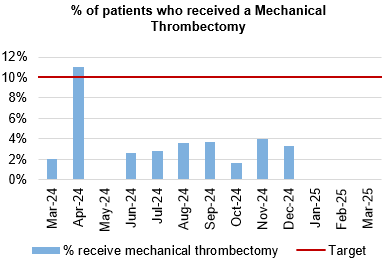 % of patients who received a Mechanical
Thrombectomy
12%
10%
8%
6%
4%
2%
0%
Mar-24
Apr-24
May-24
Jun-24
Jul-24
Aug-24
Sep-24
Oct-24
Nov-24
Dec-24
Jan-25
Feb-25
Mar-25
% receive mechanical thrombectomy
Target